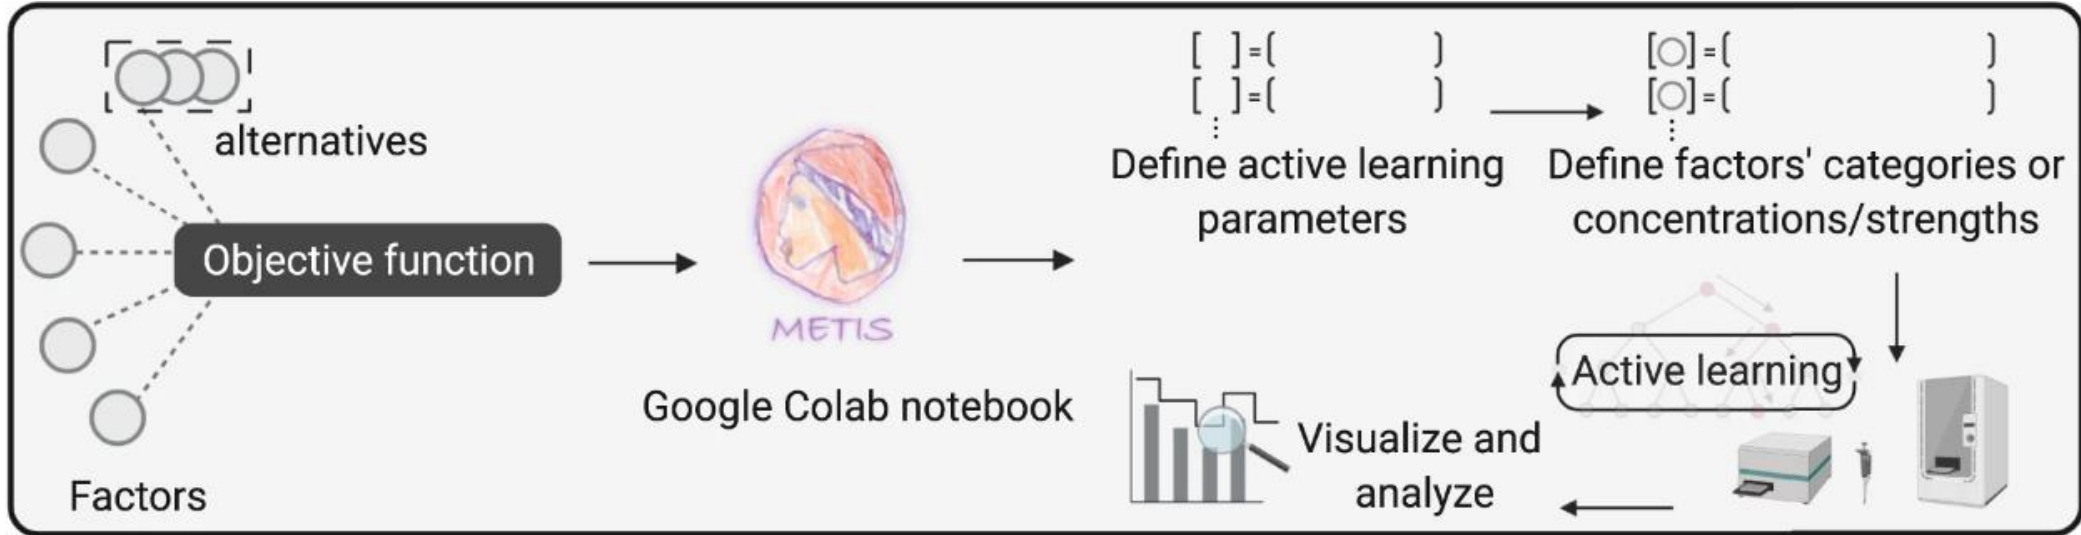 alternatives
Objective function
Factors
METIS
Google Colab notebook
[ ]=( )
[ ]=( )
Define active learning
parameters
[○]=( )
[○]=( )
Define factors' categories or
concentrations/strengths
Active learning
Visualize and
analyze